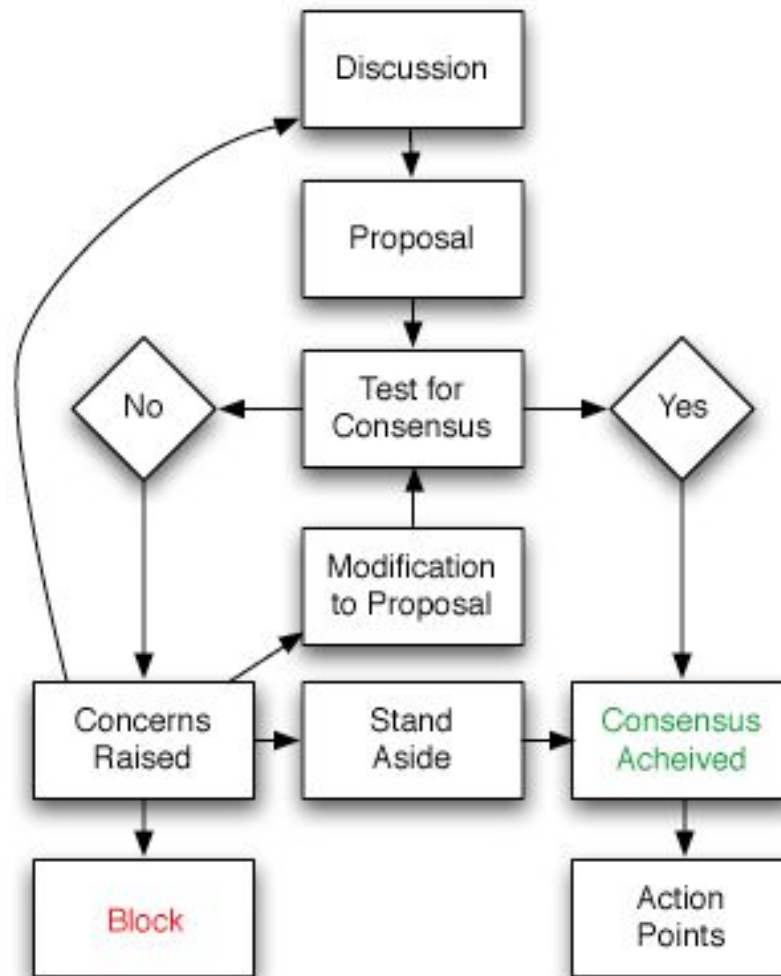 Discussion
Proposal
No
Test for
Consensus
Yes
Modification
to Proposal
Concerns
Raised
Stand
Aside
Consensus
Acheived
Block
Action
Points